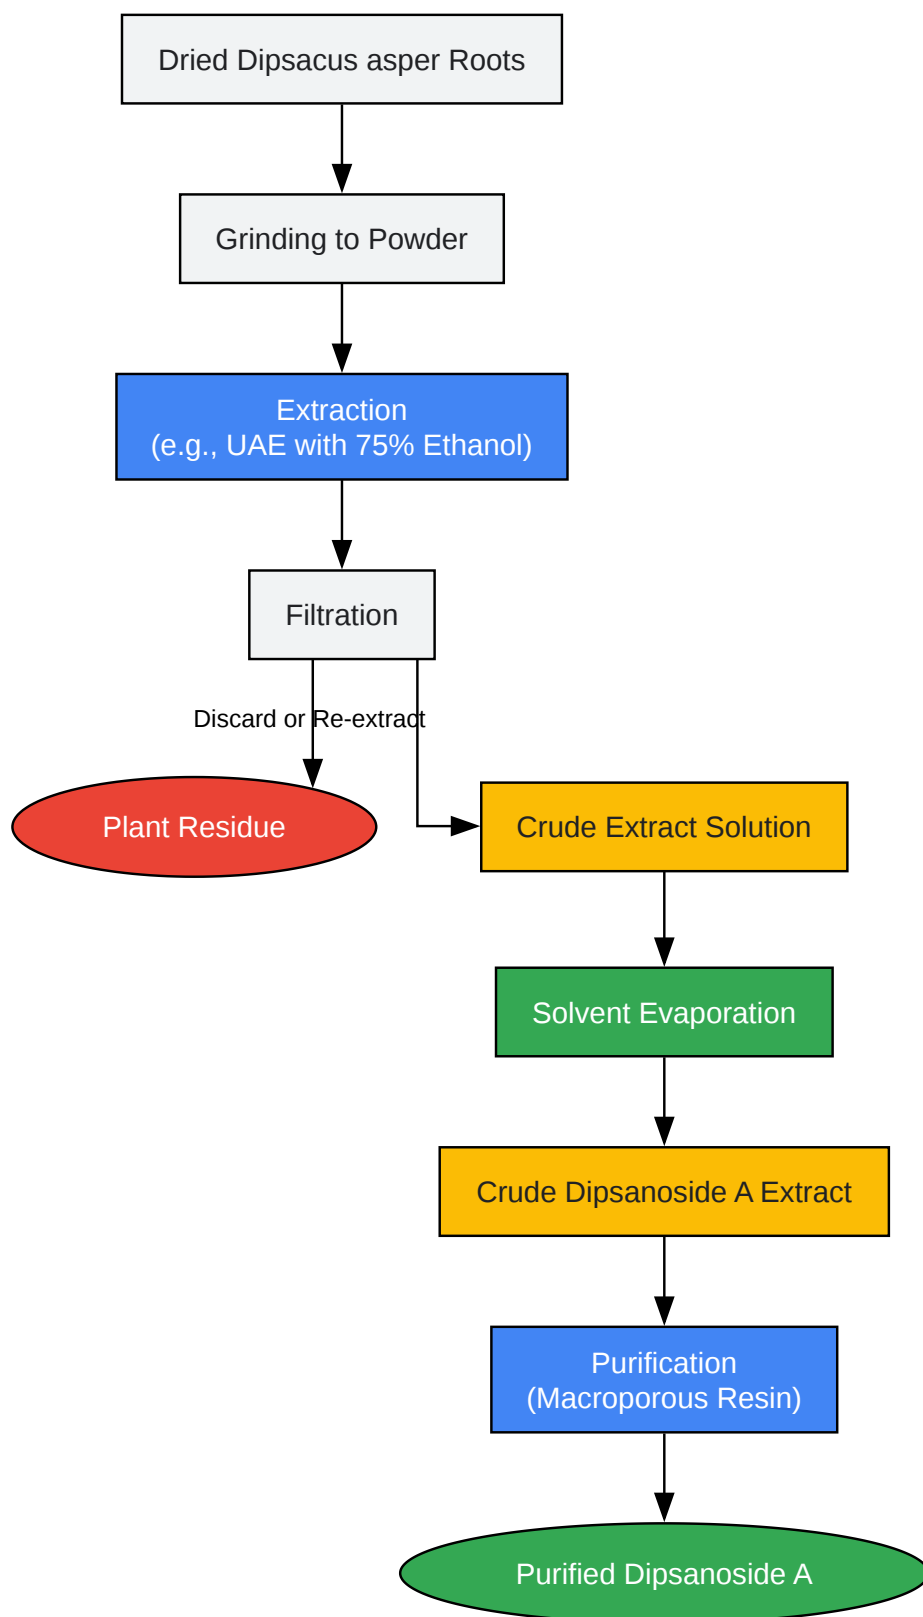 Dried Dipsacus asper Roots
Grinding to Powder
Extraction
(e.g., UAE with 75% Ethanol)
Filtration
Discard or Re-extract
Plant Residue
Crude Extract Solution
Solvent Evaporation
Crude Dipsanoside A Extract
Purification
(Macroporous Resin)
Purified Dipsanoside A